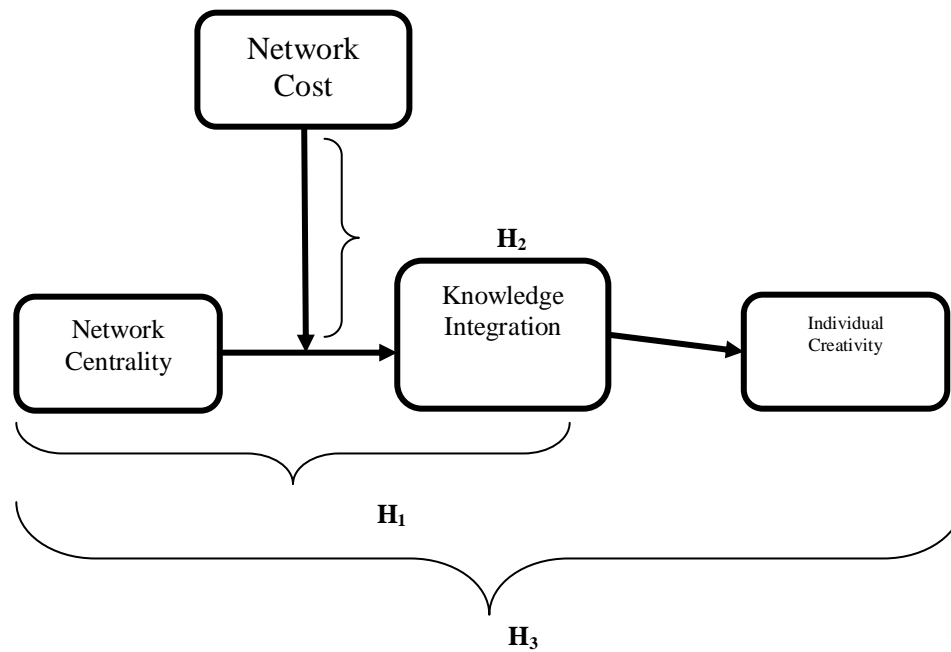 Network
Cost
H₂
Knowledge
Integration
Network
Centrality
Individual
Creativity
H₁
H₃